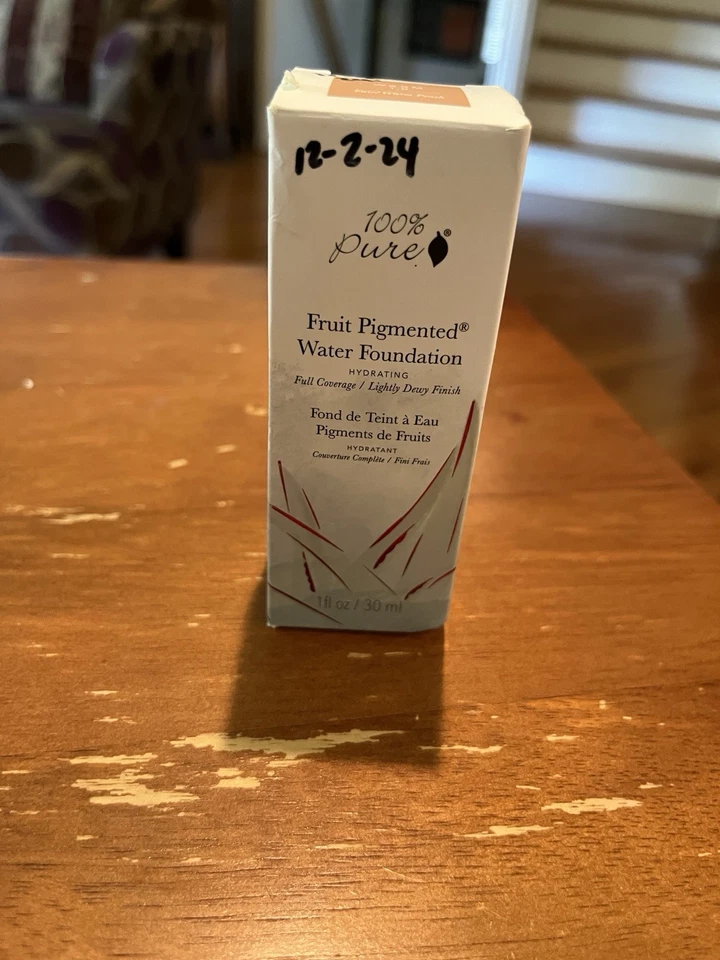 12-2-24
100%
Pure®
Fruit Pigmented®
Water Foundation
HYDRATING
Full Coverage / Lightly Dewy Finish
Fond de Teint à Eau
Pigments de Fruits
HYDRATANT
Couverture Complète / Fini Frais
1fl oz / 30 ml